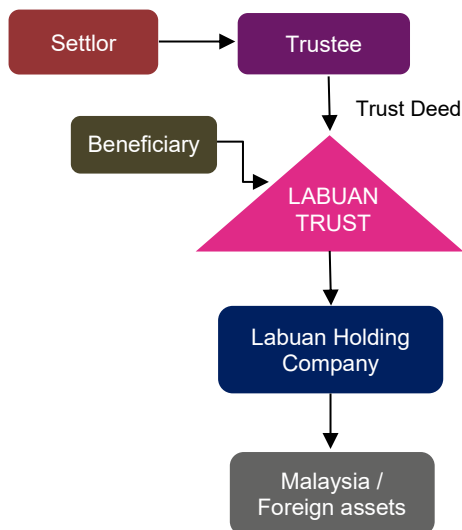 Settlor
Trustee
Trust Deed
Beneficiary
LABUAN
TRUST
Labuan Holding
Company
Malaysia /
Foreign assets